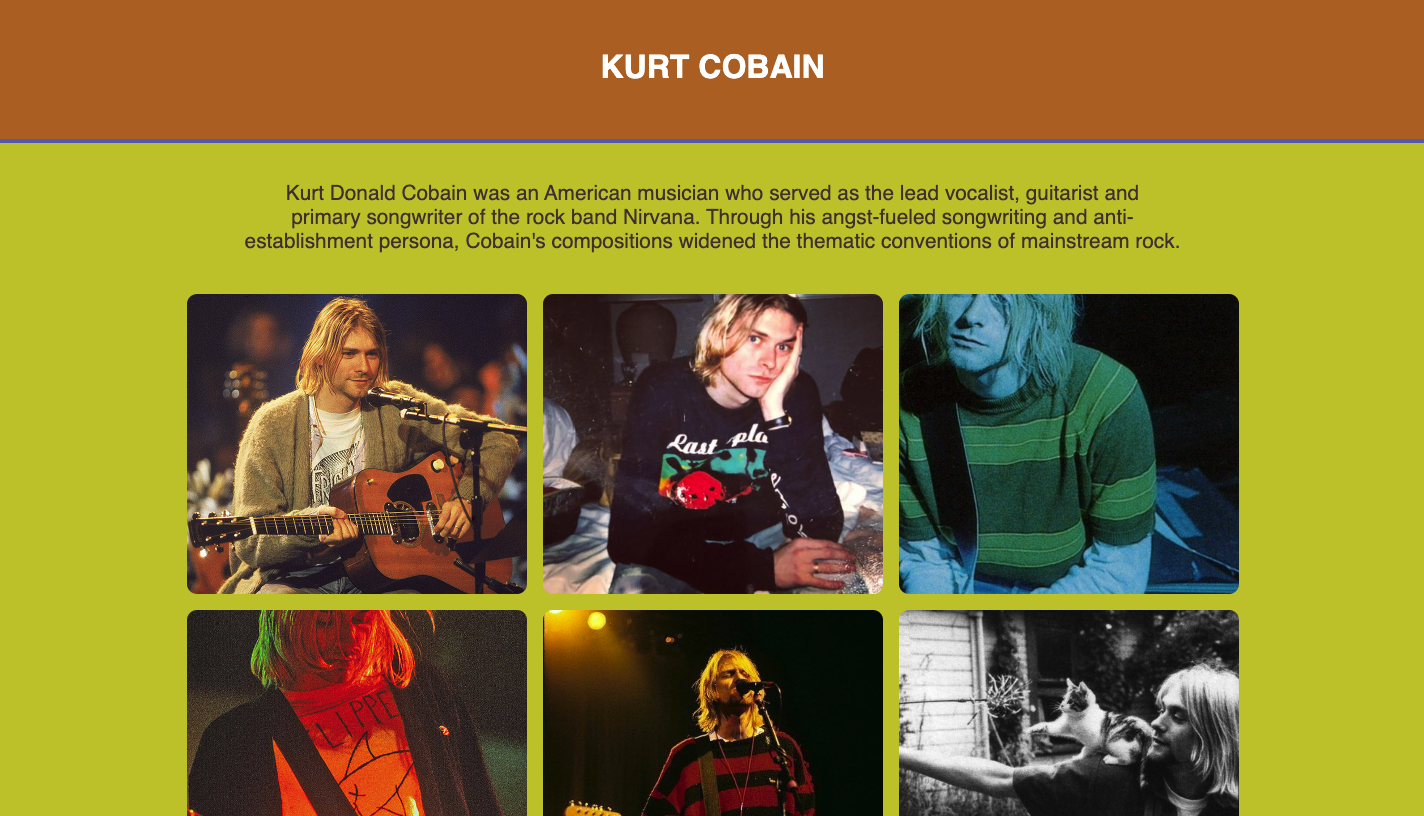 KURT COBAIN
Kurt Donald Cobain was an American musician who served as the lead vocalist, guitarist and
primary songwriter of the rock band Nirvana. Through his angst-fueled songwriting and anti-
establishment persona, Cobain's compositions widened the thematic conventions of mainstream rock.
Last